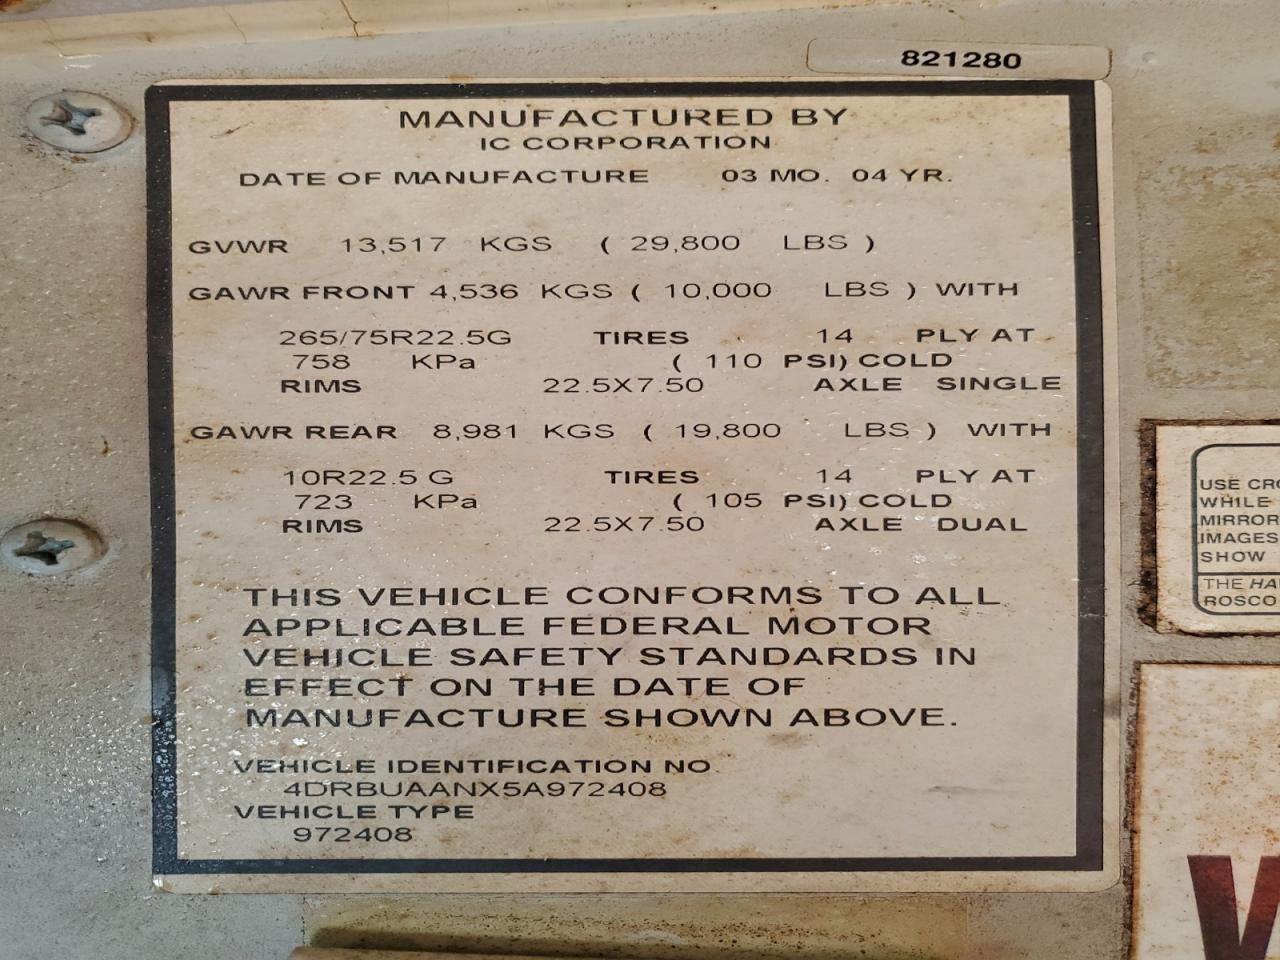 821280
MANUFACTURED BY
IC CORPORATION
DATE OF MANUFACTURE 03 MO. 04 YR.
GVWR 13,517 KGS ( 29,800 LBS )
GAWR FRONT 4,536 KGS ( 10,000 LBS ) WITH
265/75R22.5G TIRES 14 PLY AT
758 KPa ( 110 PSI) COLD
RIMS 22.5X7.50 AXLE SINGLE
GAWR REAR 8,981 KGS ( 19,800 LBS ) WITH
10R22.5 G TIRES 14 PLY AT
723 KPa ( 105 PSI) COLD
RIMS 22.5X7.50 AXLE DUAL
THIS VEHICLE CONFORMS TO ALL
APPLICABLE FEDERAL MOTOR
VEHICLE SAFETY STANDARDS IN
EFFECT ON THE DATE OF
MANUFACTURE SHOWN ABOVE.
VEHICLE IDENTIFICATION NO
4DRBUAANX5A972408
VEHICLE TYPE
972408
USE CRO
WHILE
MIRROR
IMAGES
SHOW
THE HA
ROSCO